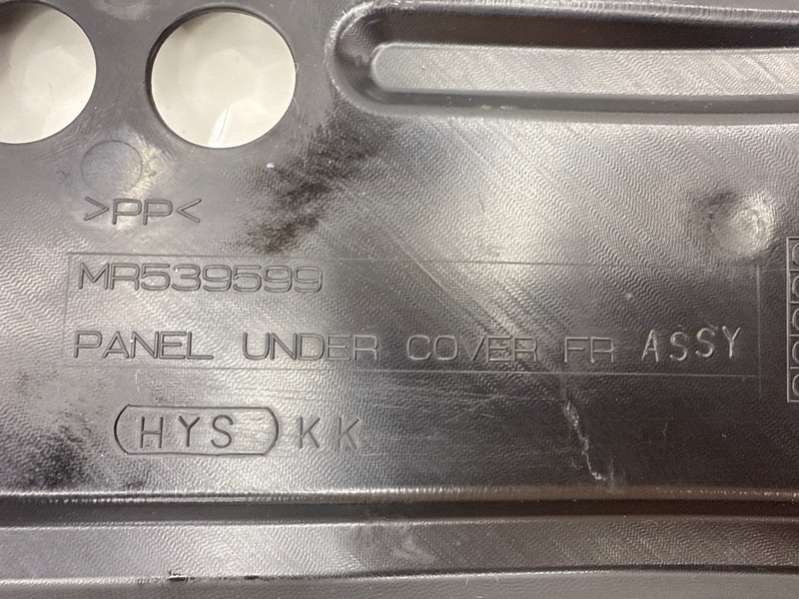 >PP<
MR539599
PANEL UNDER COVER FR ASSY
HYS KK